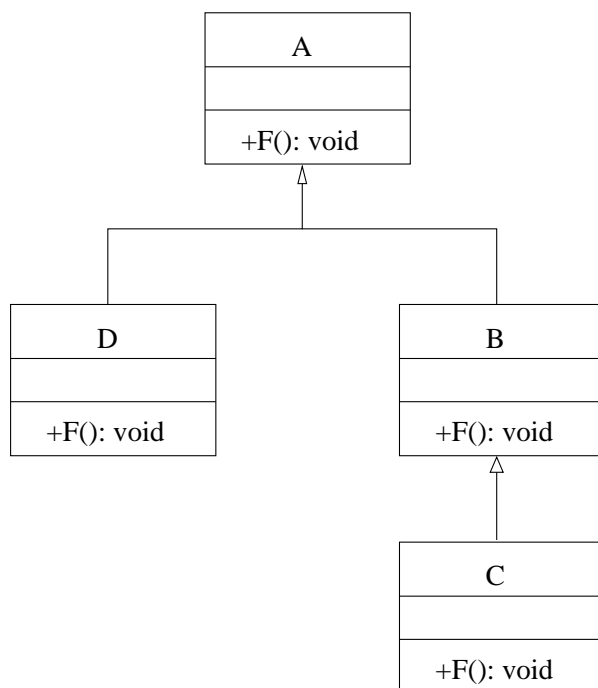 A
+F(): void
D
B
+F(): void
+F(): void
C
+F(): void